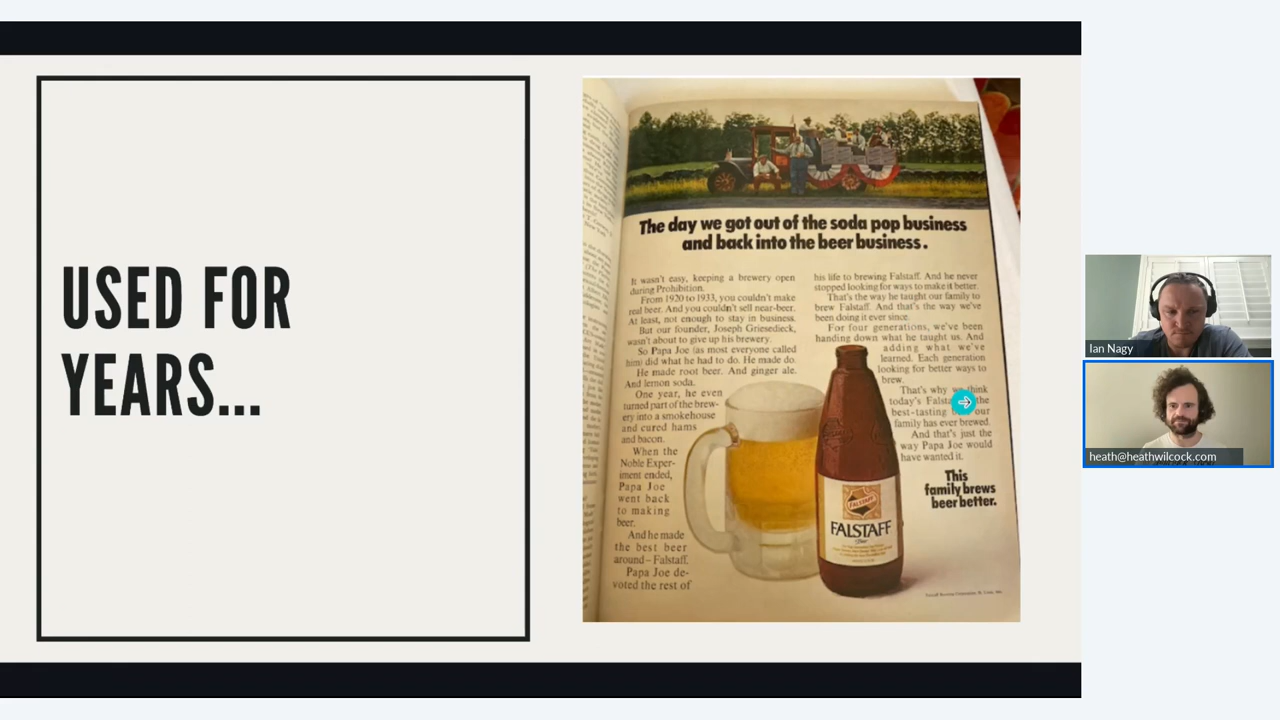 USED FOR
YEARS...
The day we got out of the soda pop business
and back into the beer business.
It wasn't easy, keeping a brewery open
during Prohibition.
From 1920 to 1933, you couldn't make
real beer. And you couldn't sell near-beer.
At least, not enough to stay in business.
But our founder, Joseph Griesedieck,
wasn't about to give up his brewery.
So Papa Joe (as most everyone called
him) did what he had to do. He made do.
He made root beer. And ginger ale.
And lemon soda.
One year, he even
turned part of the brew-
ery into a smokehouse
and cured hams
and bacon.
When the
Noble Exper-
iment ended,
Papa Joe
went back
to making
beer.
And he made
the best beer
around—Falstaff.
Papa Joe de-
voted the rest of
his life to brewing Falstaff. And he never
stopped looking for ways to make it better.
That's the way he taught our family to
brew Falstaff. And that's the way we've
been doing it ever since.
For four generations, we've been
handing down what he taught us. And
adding what we've
learned. Each generation
looking for better ways to
brew.
That's why we think
today's Falsta the
best-tasting our
family has ever brewed.
And that's just the
way Papa Joe would
have wanted it.
This
family brews
beer better.
FALSTAFF
FALSTAFF
Beer
Ian Nagy
heath@heathwilcock.com